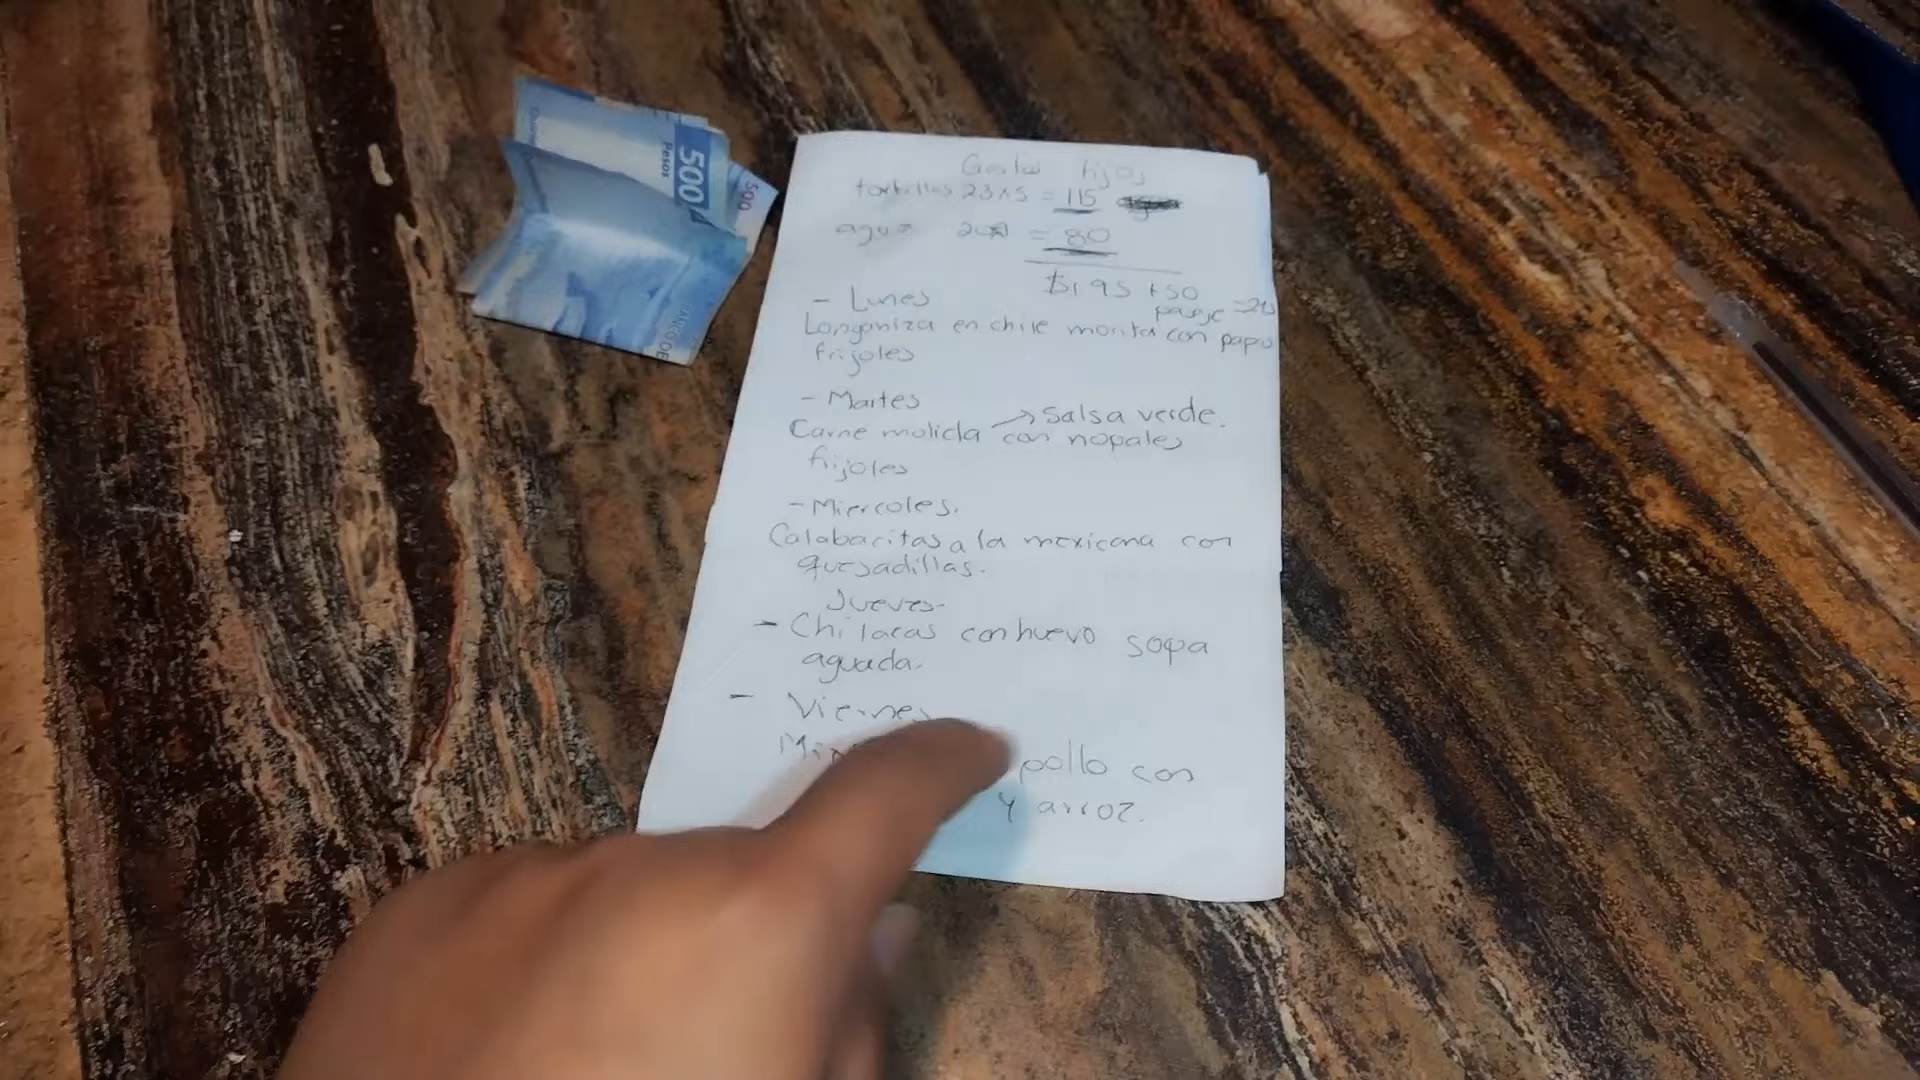 500
Pesos
500
Gastos fijos
tortillas 23x5 = 115
agua = 80
$195 + 50
pasaje
- Lunes
Longaniza en chile morita con papas
frijoles
- Martes
→ Salsa verde.
Carne molida con nopales
frijoles
- Miercoles.
Calabacitas a la mexicana con
quesadillas.
Jueves-
- Chilacas con huevo sopa
aguada.
- Viernes
pollo con
y arroz.